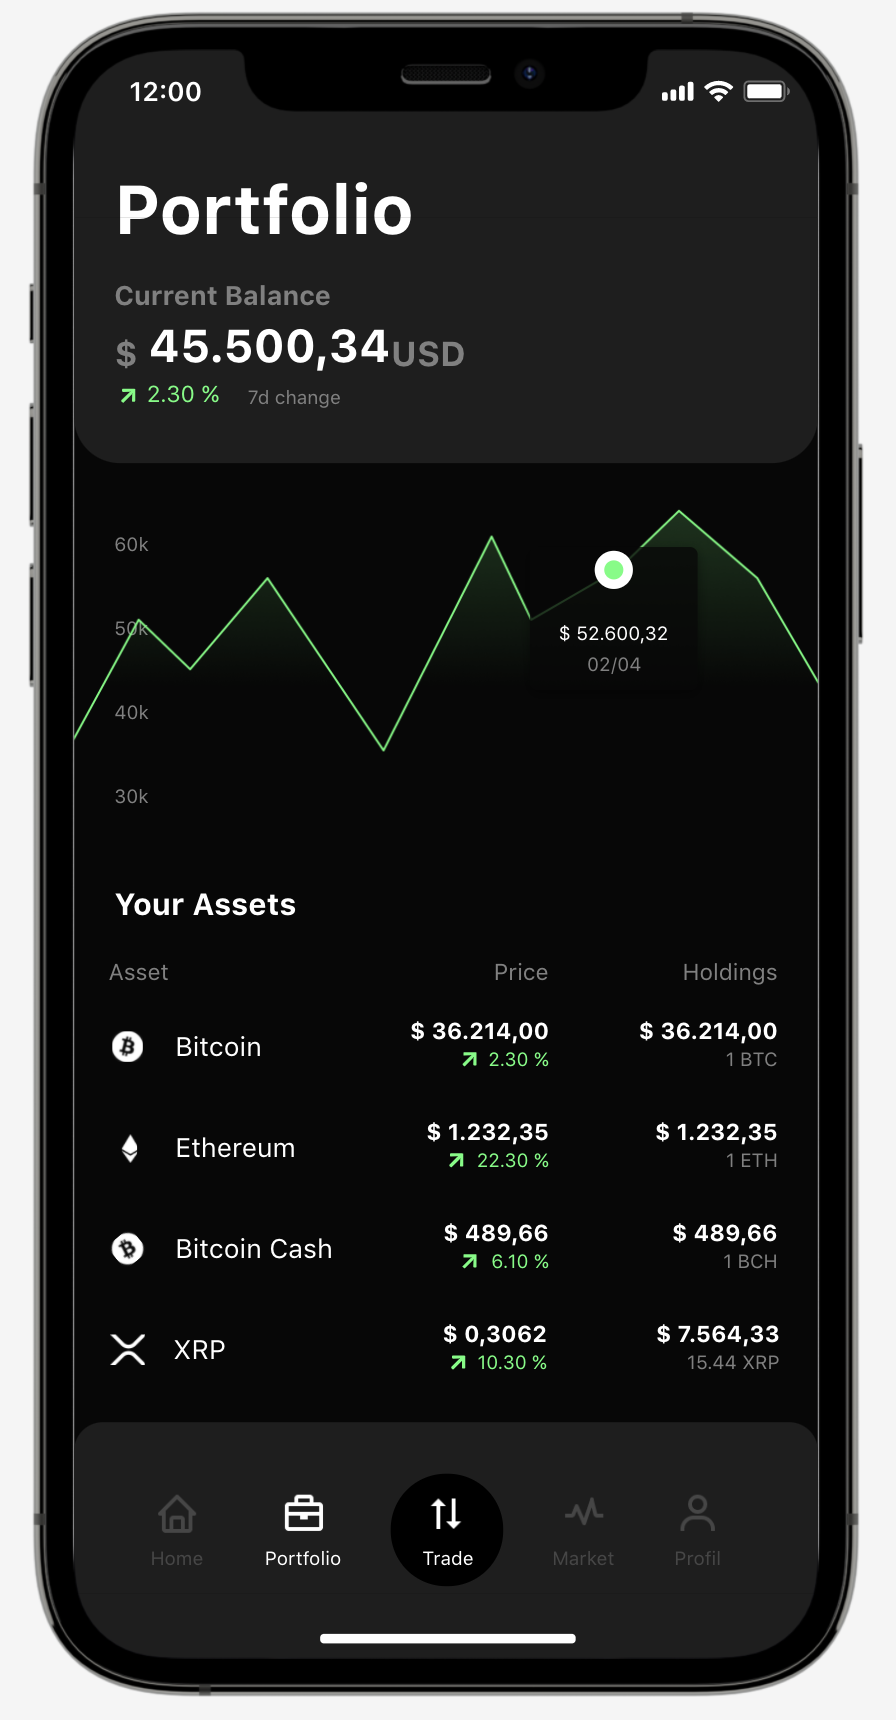 12:00
Portfolio
Current Balance
$ 45.500,34 USD
2.30 % 7d change
60k
50k
$ 52.600,32
02/04
40k
30k
Your Assets
Asset Price Holdings
Bitcoin $ 36.214,00 $ 36.214,00
2.30 % 1 BTC
Ethereum $ 1.232,35 $ 1.232,35
22.30 % 1 ETH
Bitcoin Cash $ 489,66 $ 489,66
6.10 % 1 BCH
XRP $ 0,3062 $ 7.564,33
10.30 % 15.44 XRP
Home Portfolio Trade Market Profil